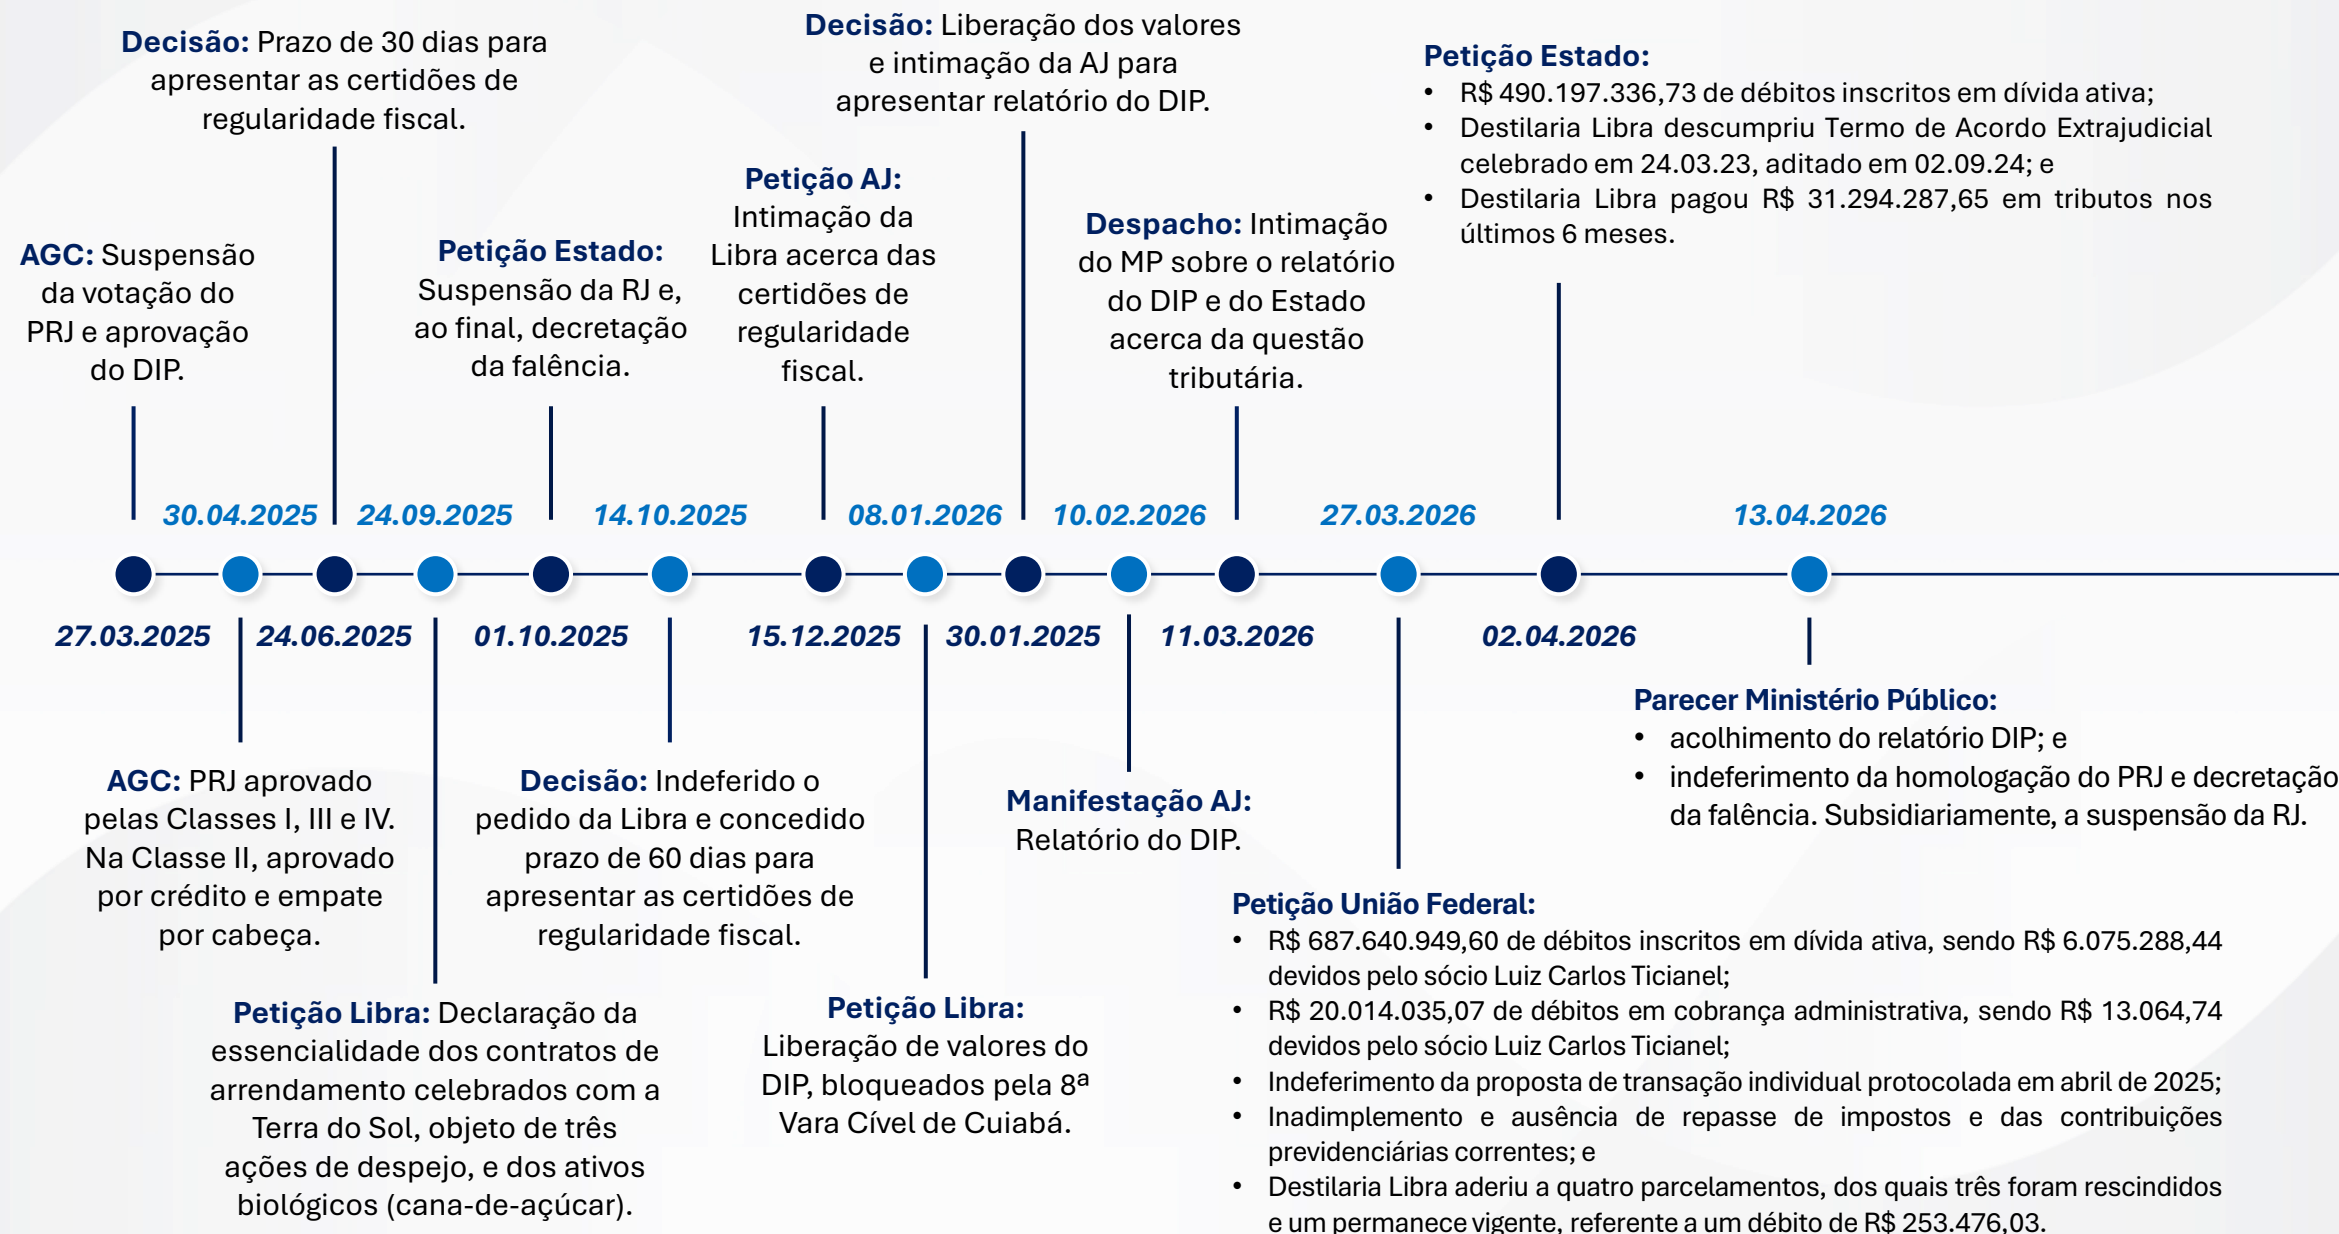 Decisão: Prazo de 30 dias para
apresentar as certidões de
regularidade fiscal.
Decisão: Liberação dos valores
e intimação da AJ para
apresentar relatório do DIP.
Petição Estado:
• R$ 490.197.336,73 de débitos inscritos em dívida ativa;
• Destilaria Libra descumpriu Termo de Acordo Extrajudicial
celebrado em 24.03.23, aditado em 02.09.24; e
• Destilaria Libra pagou R$ 31.294.287,65 em tributos nos
últimos 6 meses.
AGC: Suspensão
da votação do
PRJ e aprovação
do DIP.
Petição Estado:
Suspensão da RJ e,
ao final, decretação
da falência.
Petição AJ:
Intimação da
Libra acerca das
certidões de
regularidade
fiscal.
Despacho: Intimação
do MP sobre o relatório
do DIP e do Estado
acerca da questão
tributária.
30.04.2025
24.09.2025
14.10.2025
08.01.2026
10.02.2026
27.03.2026
13.04.2026
27.03.2025
24.06.2025
01.10.2025
15.12.2025
30.01.2025
11.03.2026
02.04.2026
AGC: PRJ aprovado
pelas Classes I, III e IV.
Na Classe II, aprovado
por crédito e empate
por cabeça.
Petição Libra: Declaração da
essencialidade dos contratos de
arrendamento celebrados com a
Terra do Sol, objeto de três
ações de despejo, e dos ativos
biológicos (cana-de-açúcar).
Decisão: Indeferido o
pedido da Libra e concedido
prazo de 60 dias para
apresentar as certidões de
regularidade fiscal.
Petição Libra:
Liberação de valores do
DIP, bloqueados pela 8ª
Vara Cível de Cuiabá.
Manifestação AJ:
Relatório do DIP.
Petição União Federal:
• R$ 687.640.949,60 de débitos inscritos em dívida ativa, sendo R$ 6.075.288,44
devidos pelo sócio Luiz Carlos Ticianel;
• R$ 20.014.035,07 de débitos em cobrança administrativa, sendo R$ 13.064,74
devidos pelo sócio Luiz Carlos Ticianel;
• Indeferimento da proposta de transação individual protocolada em abril de 2025;
• Inadimplemento e ausência de repasse de impostos e das contribuições
previdenciárias correntes; e
• Destilaria Libra aderiu a quatro parcelamentos, dos quais três foram rescindidos
e um permanece vigente, referente a um débito de R$ 253.476,03.
Parecer Ministério Público:
• acolhimento do relatório DIP; e
• indeferimento da homologação do PRJ e decretação
da falência. Subsidiariamente, a suspensão da RJ.